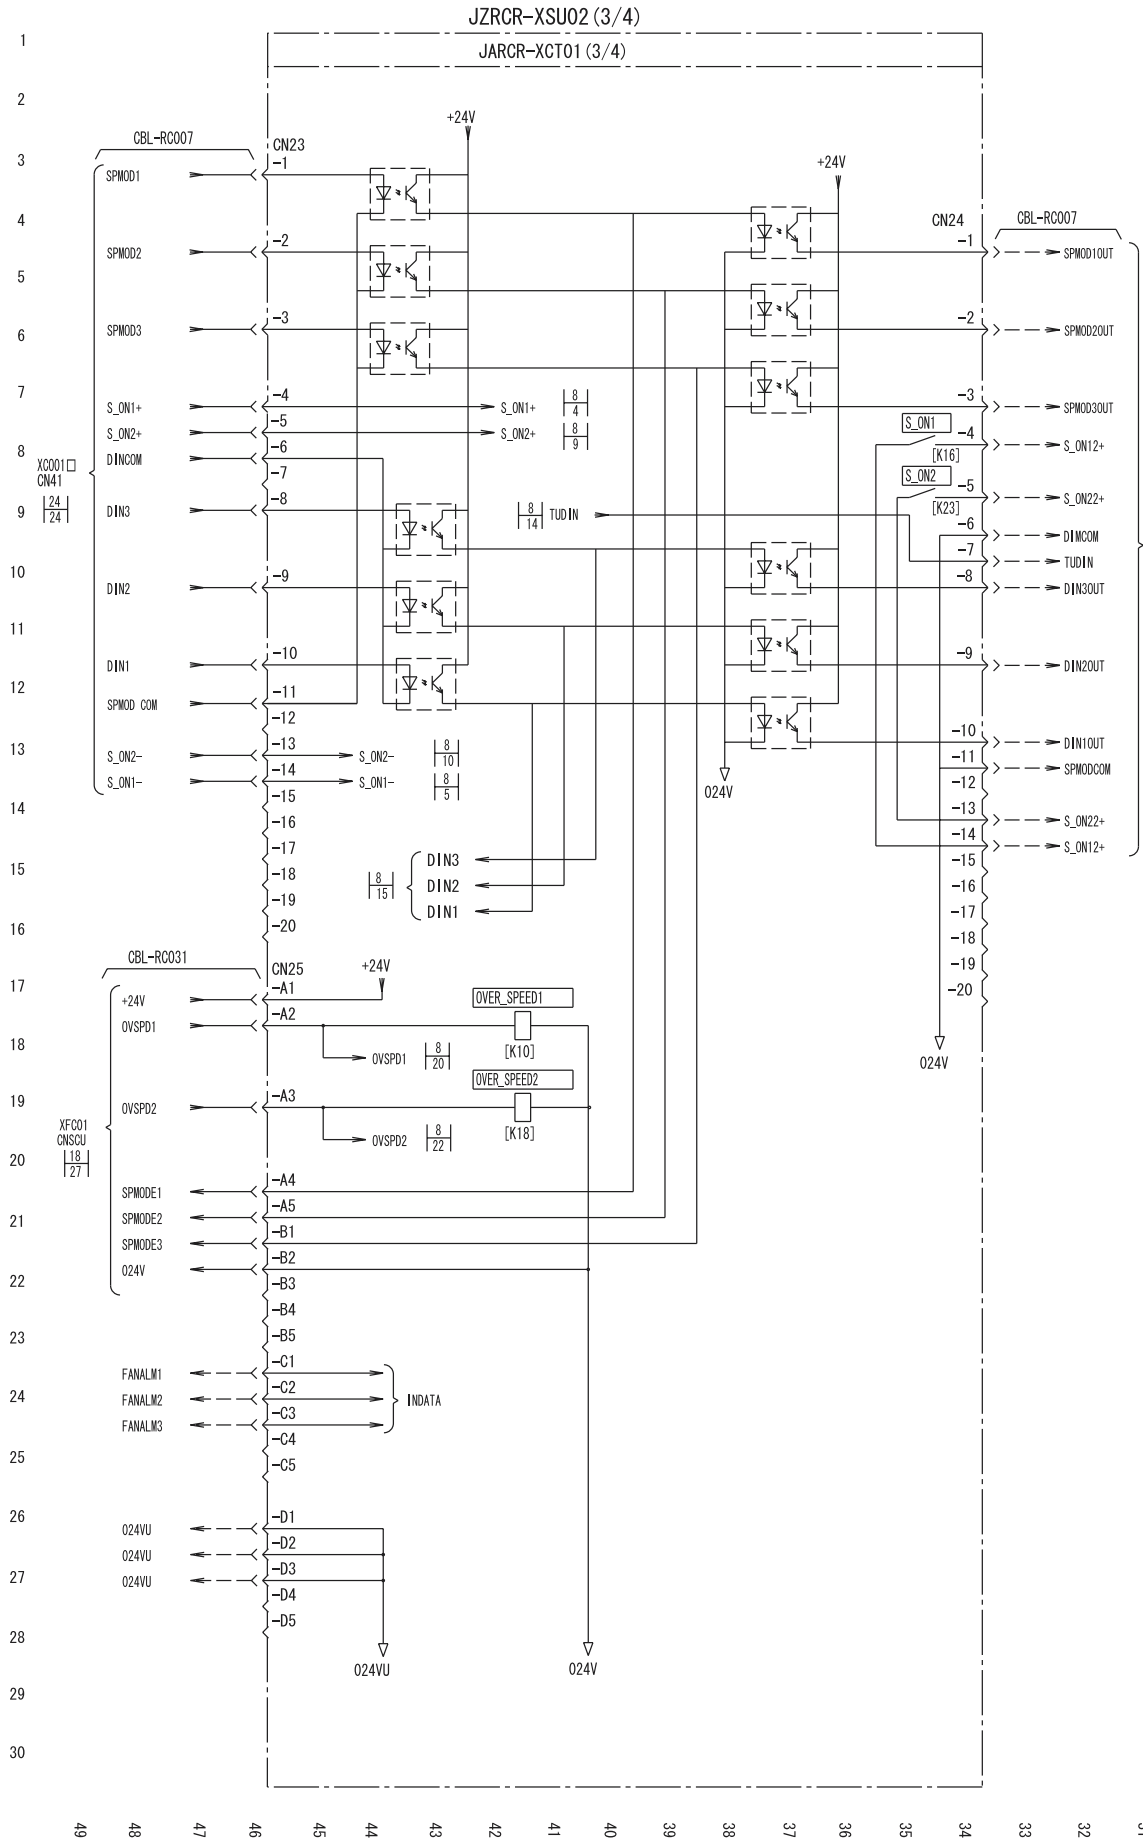 JZRCR-XSU02(3/4)
JARCR-XCT01(3/4)
1
2
3
4
5
6
7
8
9
10
11
12
13
14
15
16
17
18
19
20
21
22
23
24
25
26
27
28
29
30
CBL-RC007
CN23
+24V
SPMOD1 -1
SPMOD2 -2
SPMOD3 -3
S_ON1+ -4 S_ON1+ 8 4
S_ON2+ -5 S_ON2+ 8 9
DINCOM -6
-7
DIN3 -8
DIN2 -9
DIN1 -10
SPMOD COM -11
-12
S_ON2- -13 S_ON2- 8 10
S_ON1- -14 S_ON1- 8 5
-15
-16
-17
-18
-19
-20
XC001□
CN41
24
24
8 14 TUDIN
8 15
DIN3
DIN2
DIN1
+24V
024V
CN24
CBL-RC007
-1 SPMOD1OUT
-2 SPMOD2OUT
-3 SPMOD3OUT
S_ON1 [K16] -4 S_ON12+
S_ON2 [K23] -5 S_ON22+
-6 DIMCOM
-7 TUDIN
-8 DIN3OUT
-9 DIN2OUT
-10 DIN1OUT
-11 SPMODCOM
-12
-13 S_ON22+
-14 S_ON12+
-15
-16
-17
-18
-19
-20
024V
CBL-RC031
CN25
+24V
+24V -A1
OVSPD1 -A2
OVER_SPEED1
[K10]
OVSPD1 8 20
OVSPD2 -A3
OVER_SPEED2
[K18]
OVSPD2 8 22
XFC01
CNSCU
18
27
SPMODE1 -A4
SPMODE2 -A5
SPMODE3 -B1
024V -B2
-B3
-B4
-B5
FANALM1 -C1
FANALM2 -C2
FANALM3 -C3
INDATA
-C4
-C5
024VU -D1
024VU -D2
024VU -D3
-D4
-D5
024VU
024V
49 48 47 46 45 44 43 42 41 40 39 38 37 36 35 34 33 32